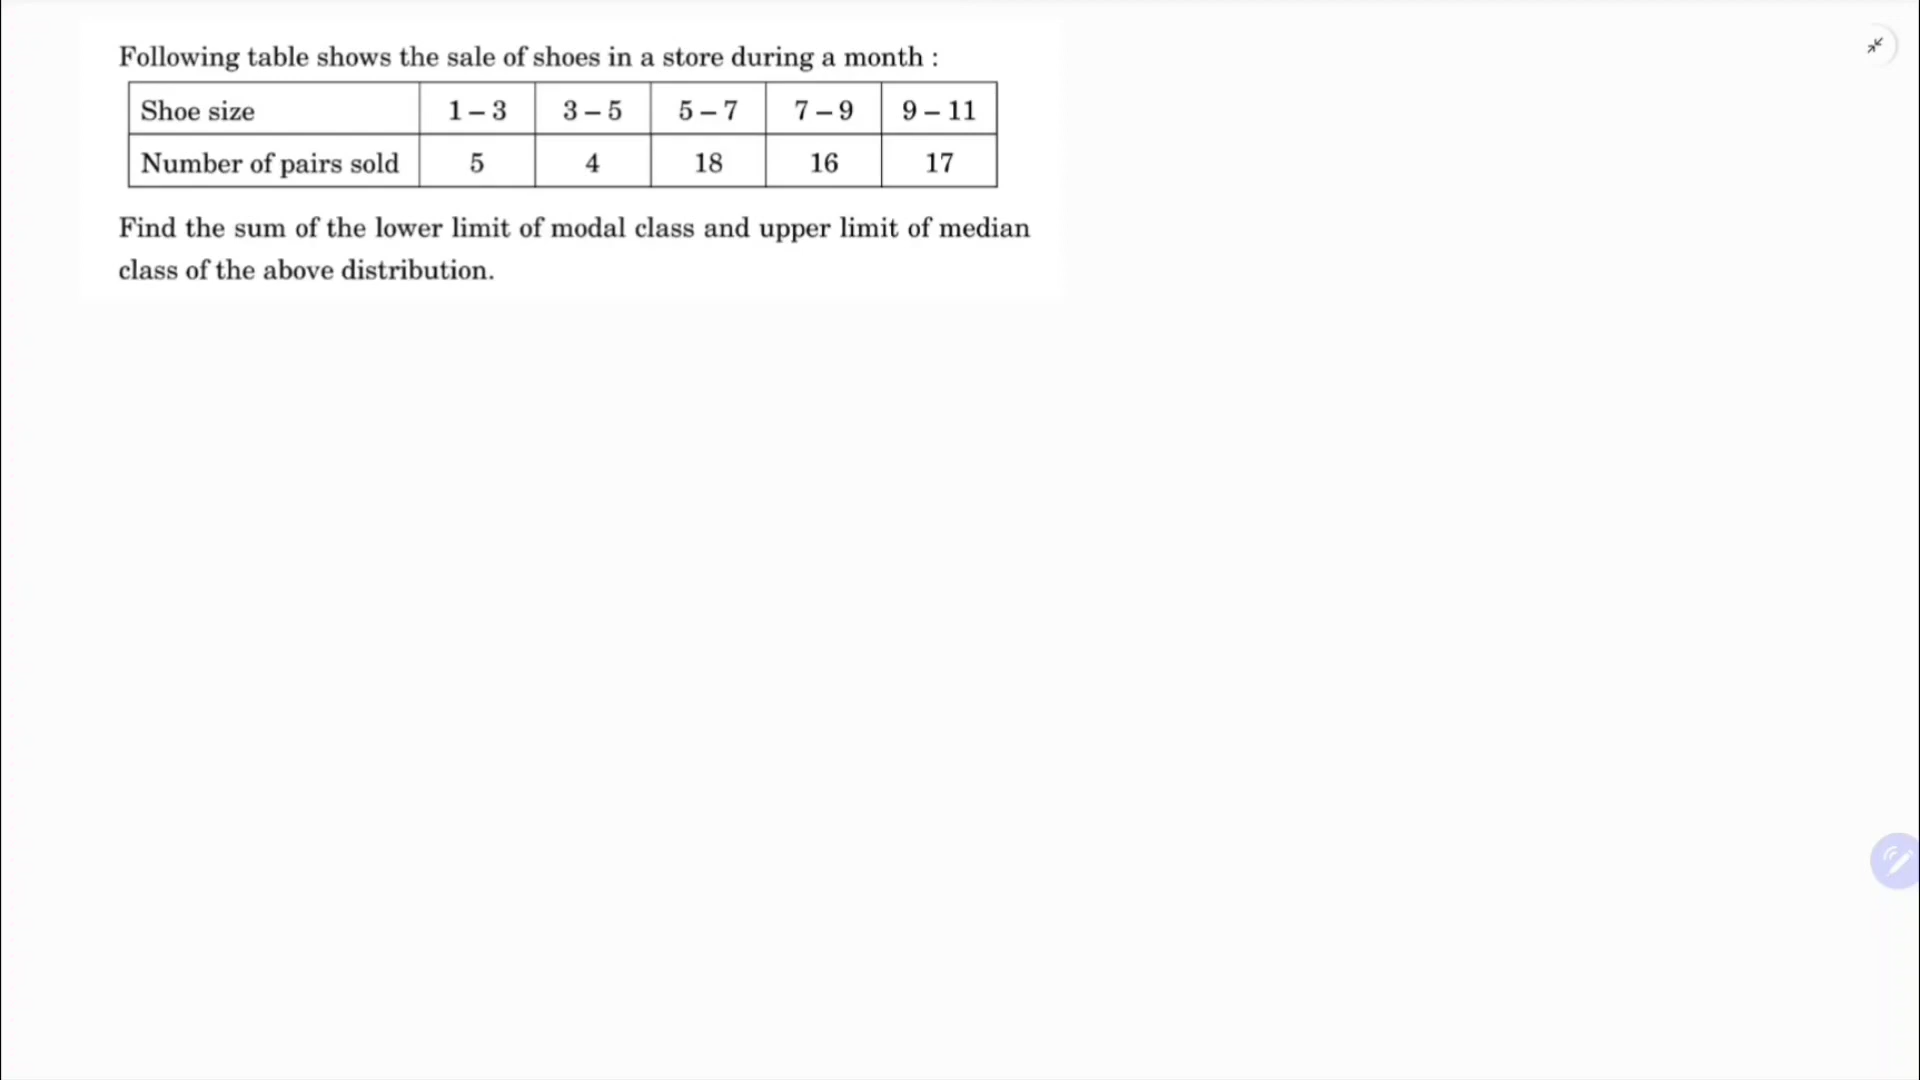 Following table shows the sale of shoes in a store during a month :
Shoe size 1 – 3 3 – 5 5 – 7 7 – 9 9 – 11
Number of pairs sold 5 4 18 16 17
Find the sum of the lower limit of modal class and upper limit of median
class of the above distribution.